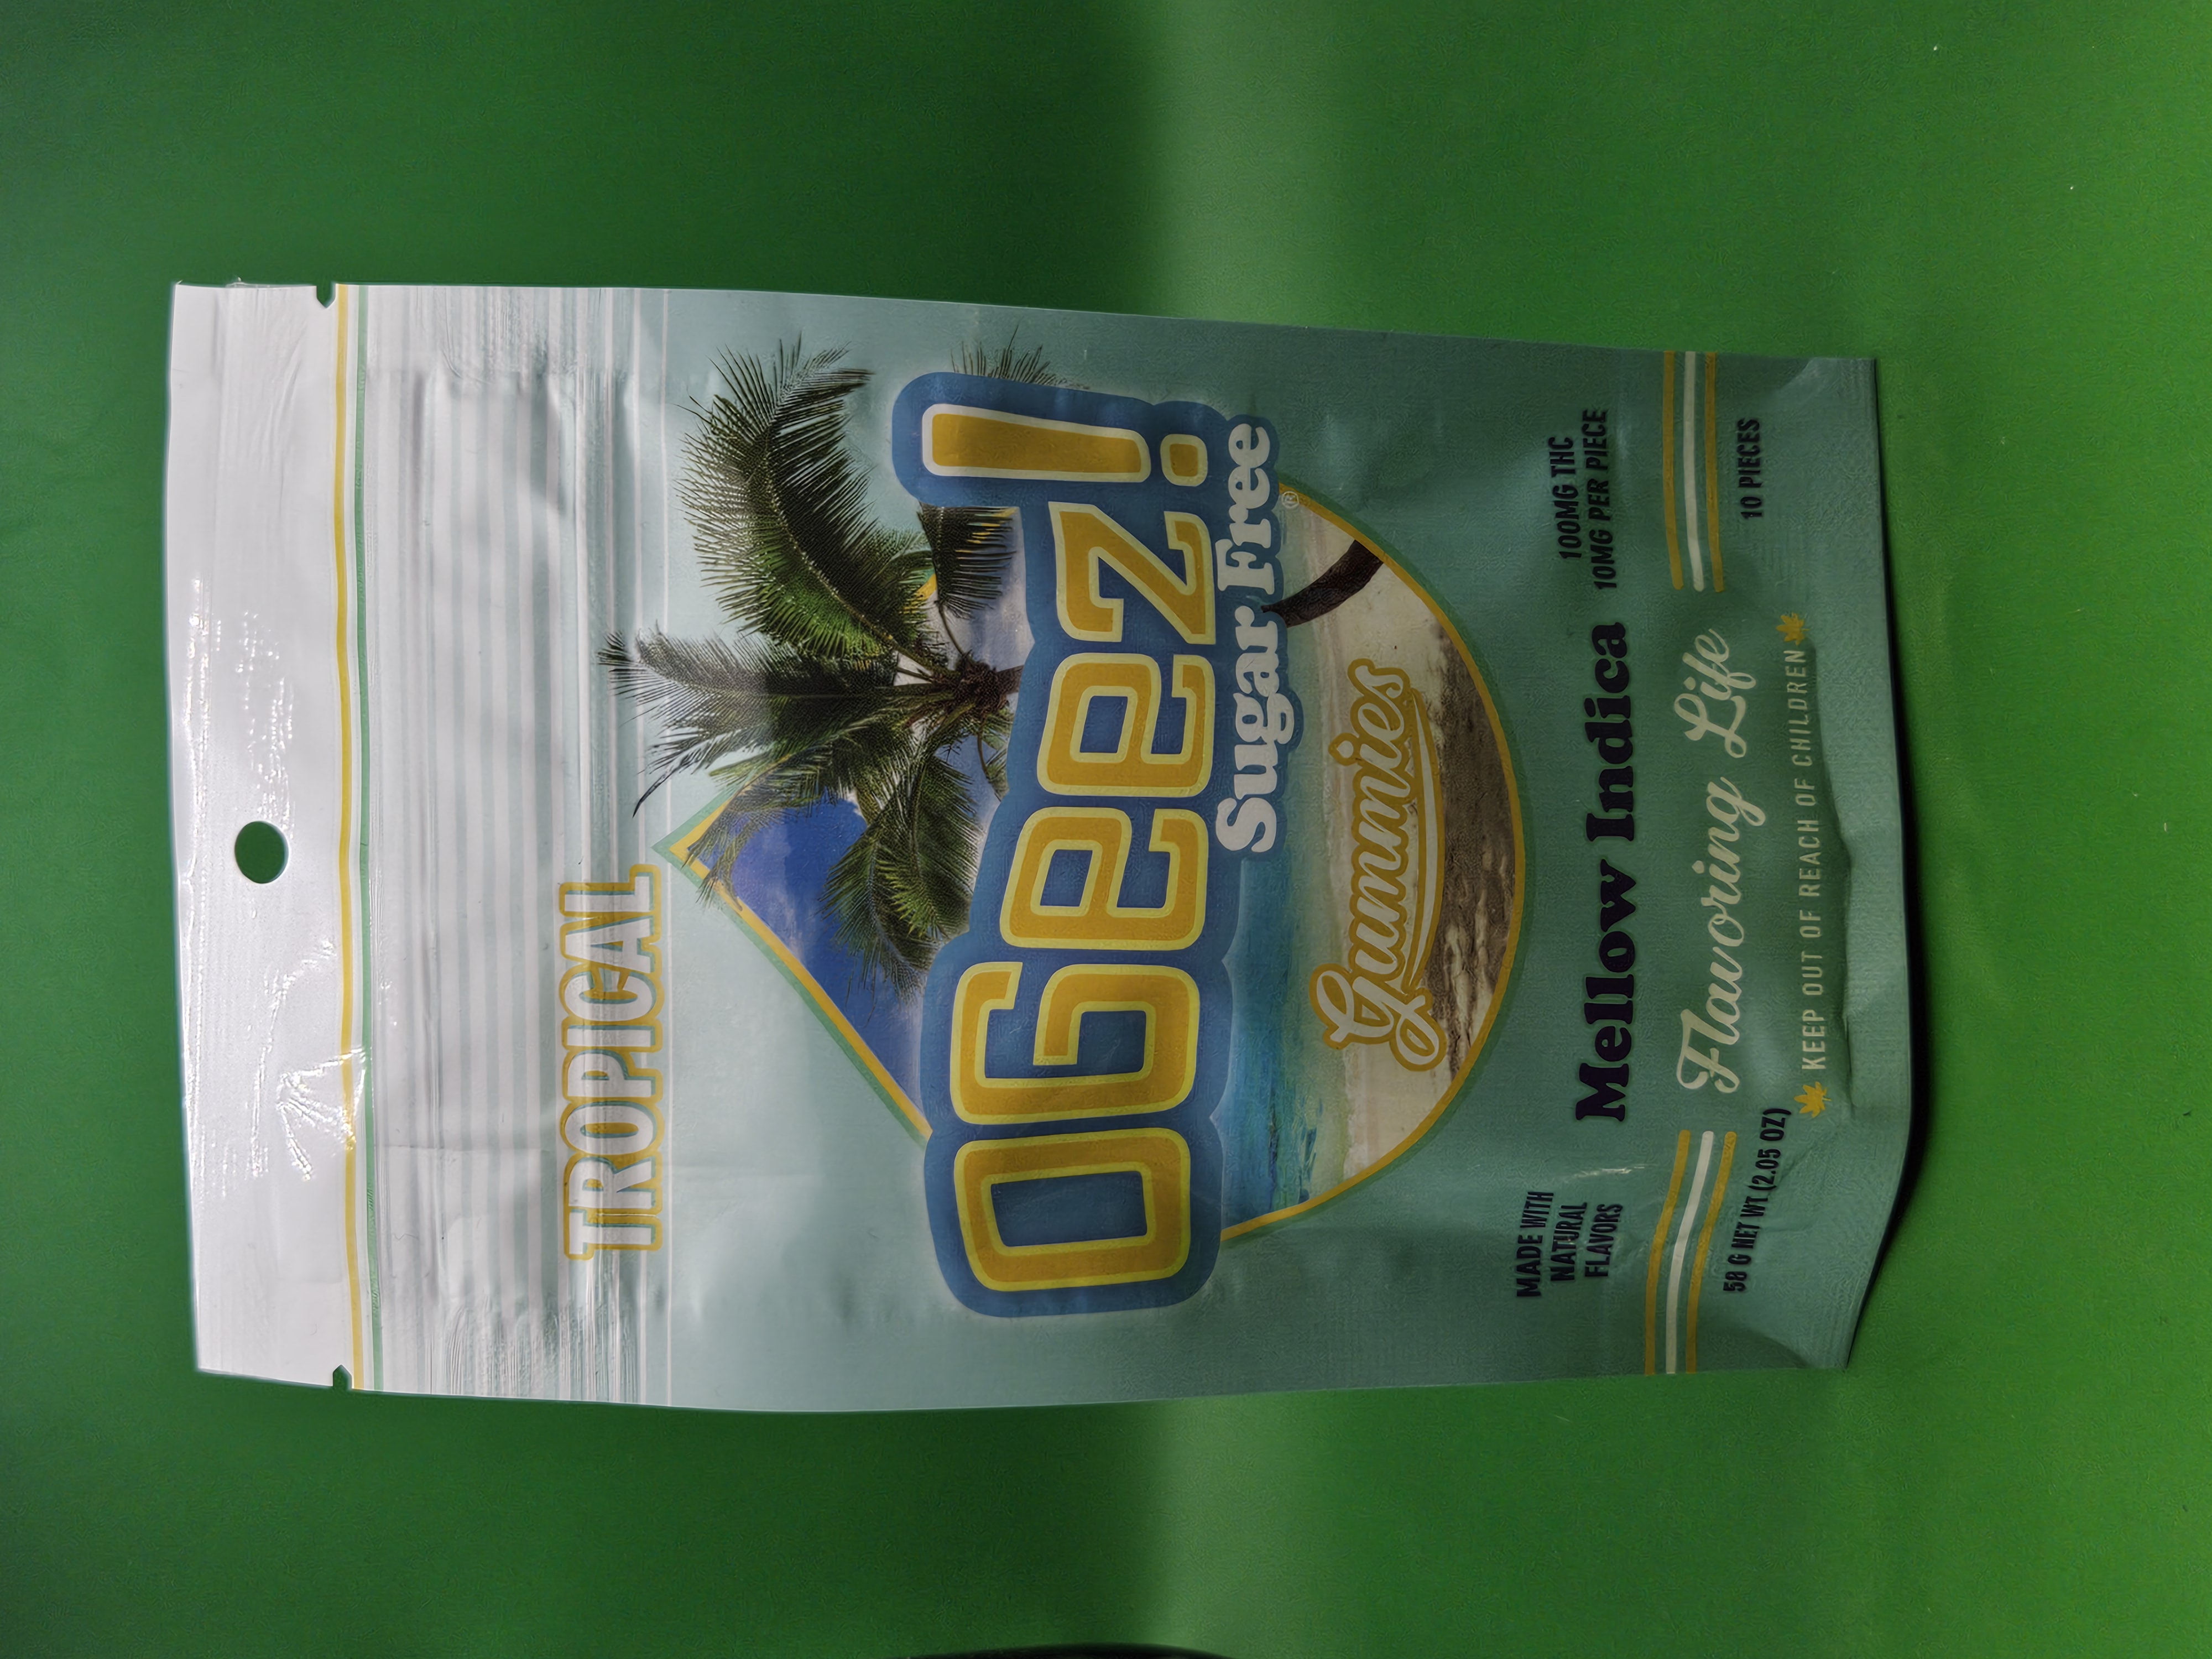 TROPICAL
OGeez!
Sugar Free
®
Gummies
MADE WITH
NATURAL
FLAVORS
Mellow Indica
100MG THC
10MG PER PIECE
Flavoring Life
58 G NET WT (2.05 OZ)
10 PIECES
KEEP OUT OF REACH OF CHILDREN